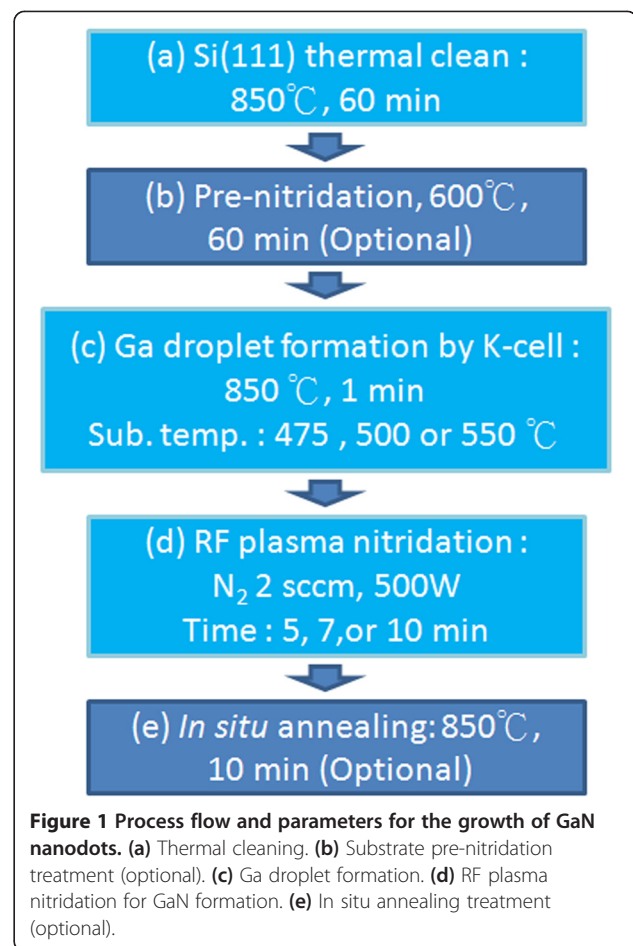 (a) Si(111) thermal clean :
850℃, 60 min
(b) Pre-nitridation, 600℃,
60 min (Optional)
(c) Ga droplet formation by K-cell :
850 ℃, 1 min
Sub. temp. : 475 , 500 or 550 ℃
(d) RF plasma nitridation :
N₂ 2 sccm, 500W
Time : 5, 7,or 10 min
(e) In situ annealing: 850℃,
10 min (Optional)
Figure 1 Process flow and parameters for the growth of GaN
nanodots. (a) Thermal cleaning. (b) Substrate pre-nitridation
treatment (optional). (c) Ga droplet formation. (d) RF plasma
nitridation for GaN formation. (e) In situ annealing treatment
(optional).